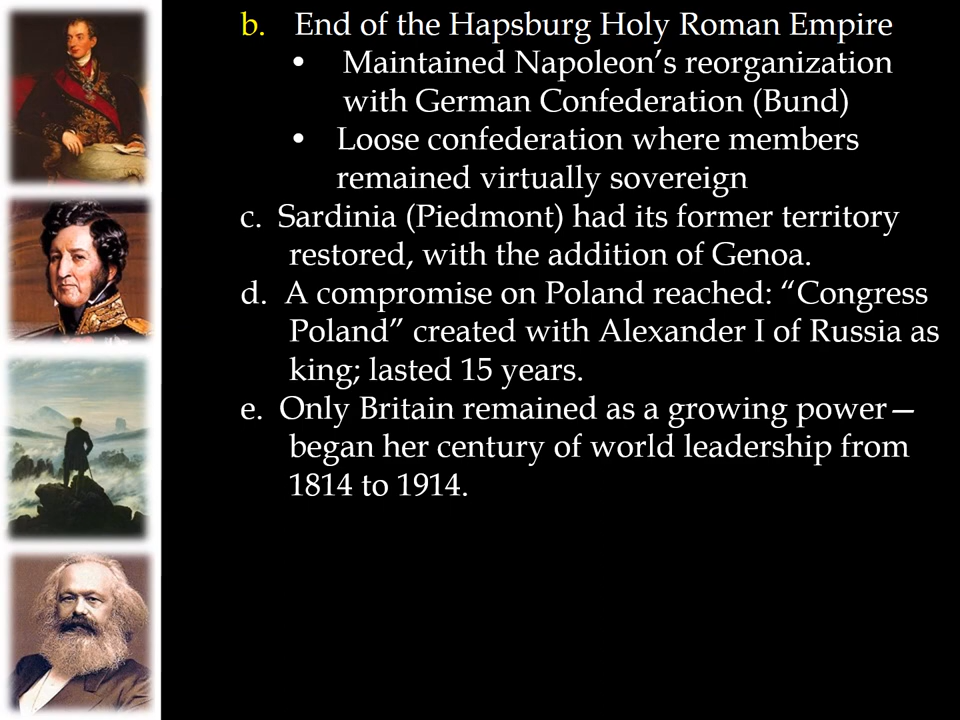 b. End of the Hapsburg Holy Roman Empire
• Maintained Napoleon’s reorganization
with German Confederation (Bund)
• Loose confederation where members
remained virtually sovereign
c. Sardinia (Piedmont) had its former territory
restored, with the addition of Genoa.
d. A compromise on Poland reached: “Congress
Poland” created with Alexander I of Russia as
king; lasted 15 years.
e. Only Britain remained as a growing power—
began her century of world leadership from
1814 to 1914.